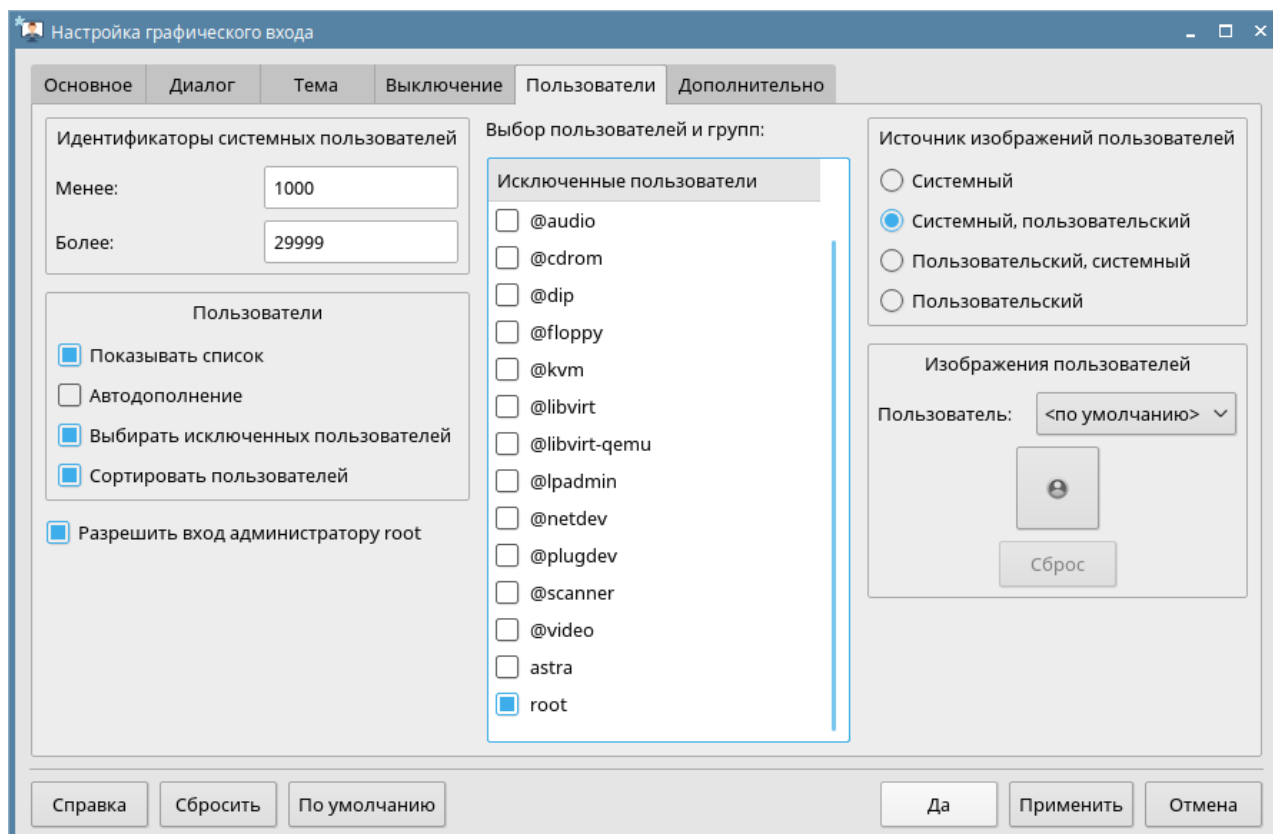 Настройка графического входа
Основное Диалог Тема Выключение Пользователи Дополнительно
Идентификаторы системных пользователей
Менее: 1000
Более: 29999
Пользователи
Показывать список
Автодополнение
Выбирать исключенных пользователей
Сортировать пользователей
Разрешить вход администратору root
Выбор пользователей и групп:
Исключенные пользователи
@audio
@cdrom
@dip
@floppy
@kvm
@libvirt
@libvirt-qemu
@lpadmin
@netdev
@plugdev
@scanner
@video
astra
root
Источник изображений пользователей
Системный
Системный, пользовательский
Пользовательский, системный
Пользовательский
Изображения пользователей
Пользователь: <по умолчанию>
Сброс
Справка Сбросить По умолчанию Да Применить Отмена